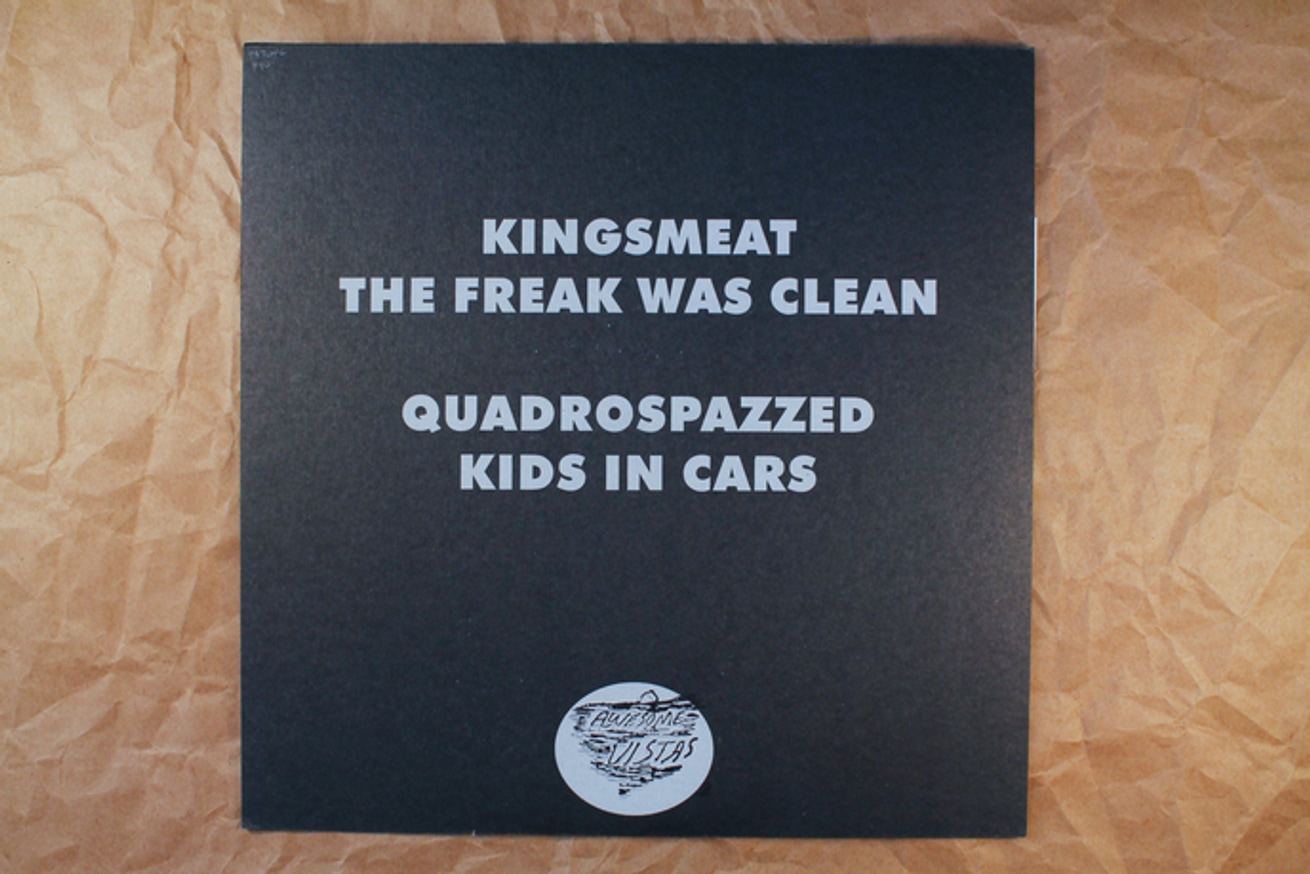 KINGSMEAT
THE FREAK WAS CLEAN
QUADROSPAZZED
KIDS IN CARS
AWESOME
VISTAS